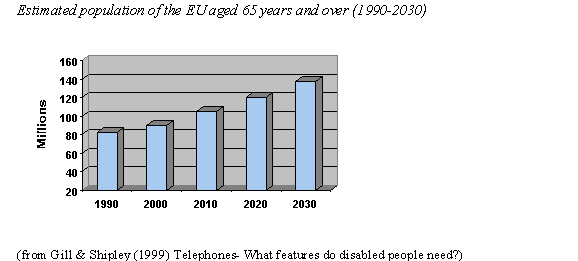 Estimated population of the EU aged 65 years and over (1990-2030)
160
140
120
100
80
60
40
20
Millions
1990 2000 2010 2020 2030
(from Gill & Shipley (1999) Telephones- What features do disabled people need?)